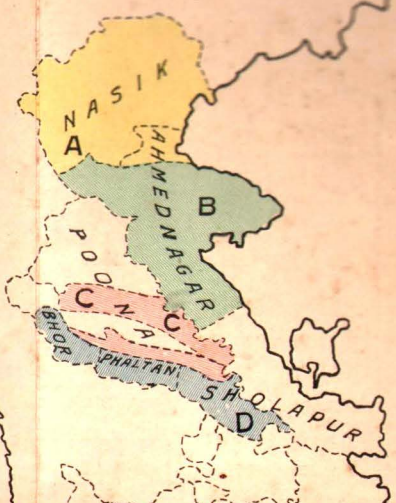 NASIK
A
AHMEDNAGAR
B
POONA
C
C
BHOR
PHALTAN
SHOLAPUR
D